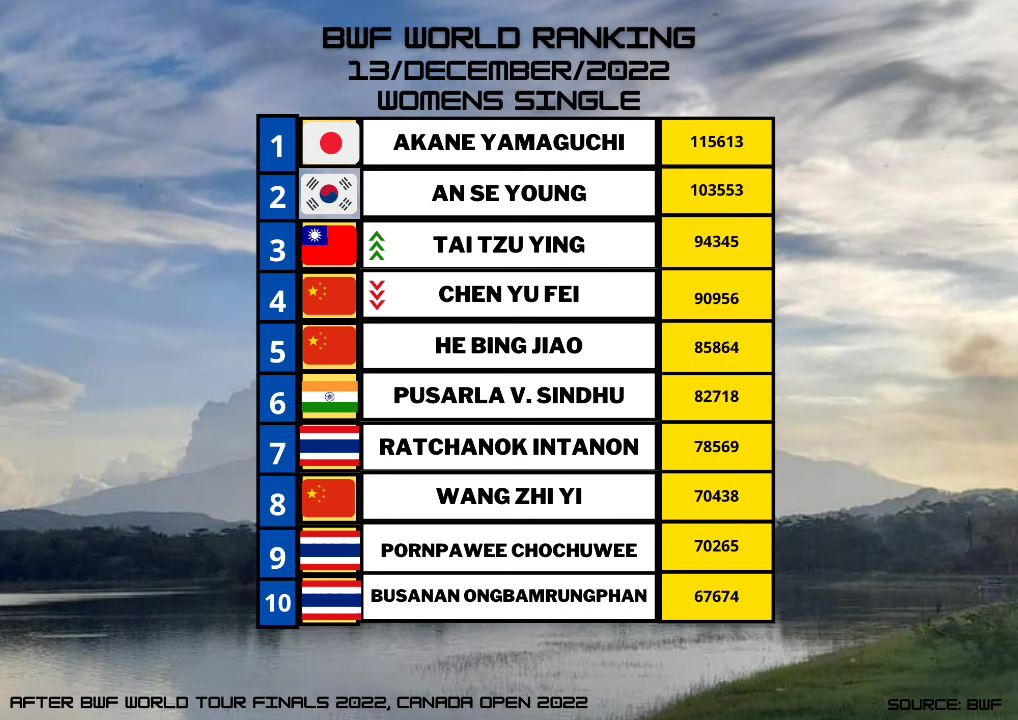 BWF WORLD RANKING
13/DECEMBER/2022
WOMENS SINGLE
1 AKANE YAMAGUCHI 115613
2 AN SE YOUNG 103553
3 TAI TZU YING 94345
4 CHEN YU FEI 90956
5 HE BING JIAO 85864
6 PUSARLA V. SINDHU 82718
7 RATCHANOK INTANON 78569
8 WANG ZHI YI 70438
9 PORNPAWEE CHOCHUWEE 70265
10 BUSANAN ONGBAMRUNGPHAN 67674
AFTER BWF WORLD TOUR FINALS 2022, CANADA OPEN 2022
SOURCE: BWF